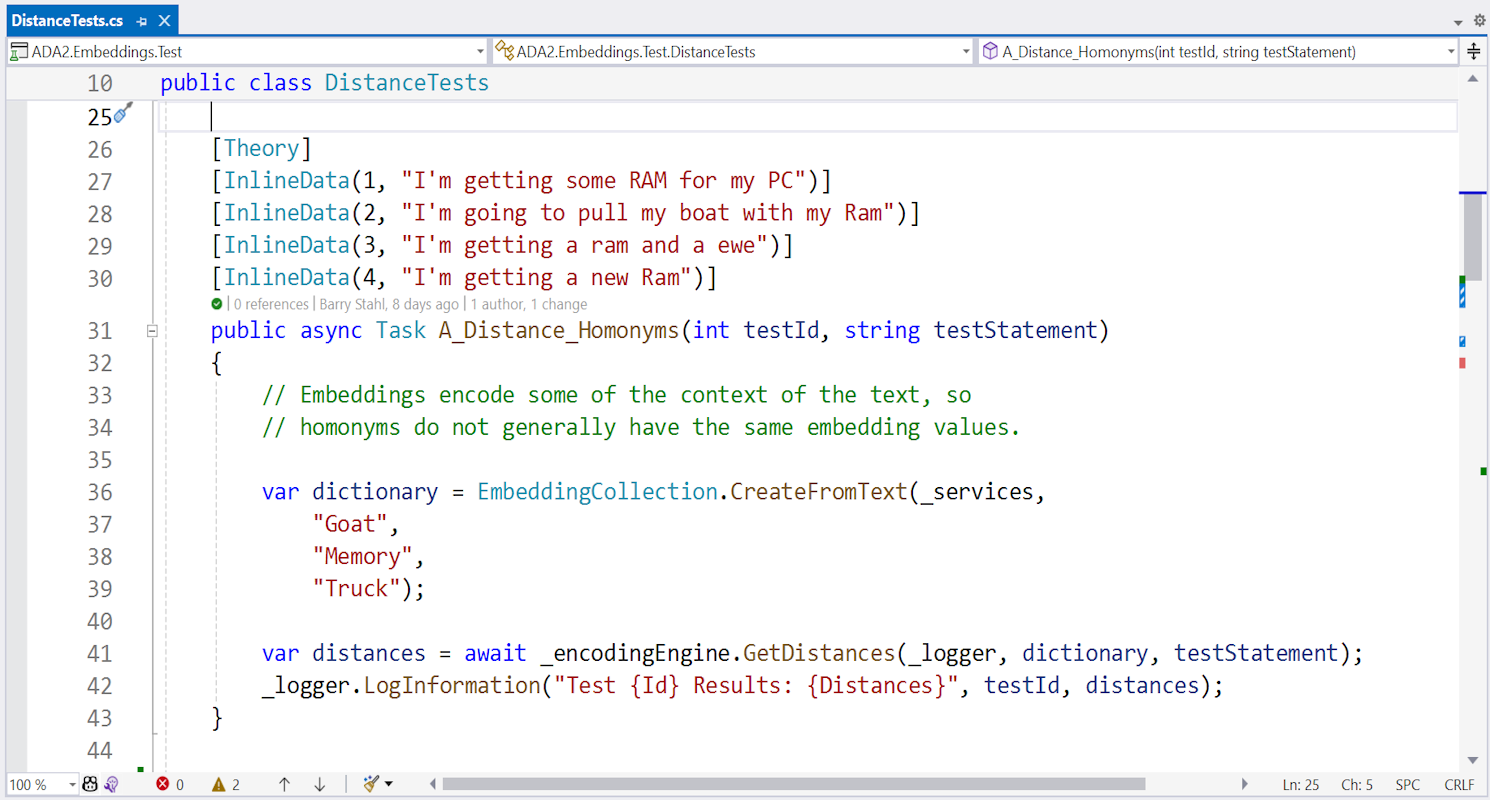 DistanceTests.cs
ADA2.Embeddings.Test ADA2.Embeddings.Test.DistanceTests A_Distance_Homonyms(int testId, string testStatement)
10 public class DistanceTests
25
26 [Theory]
27 [InlineData(1, "I'm getting some RAM for my PC")]
28 [InlineData(2, "I'm going to pull my boat with my Ram")]
29 [InlineData(3, "I'm getting a ram and a ewe")]
30 [InlineData(4, "I'm getting a new Ram")]
0 references | Barry Stahl, 8 days ago | 1 author, 1 change
31 public async Task A_Distance_Homonyms(int testId, string testStatement)
32 {
33 // Embeddings encode some of the context of the text, so
34 // homonyms do not generally have the same embedding values.
35
36 var dictionary = EmbeddingCollection.CreateFromText(_services,
37 "Goat",
38 "Memory",
39 "Truck");
40
41 var distances = await _encodingEngine.GetDistances(_logger, dictionary, testStatement);
42 _logger.LogInformation("Test {Id} Results: {Distances}", testId, distances);
43 }
44
100 % 0 2 Ln: 25 Ch: 5 SPC CRLF